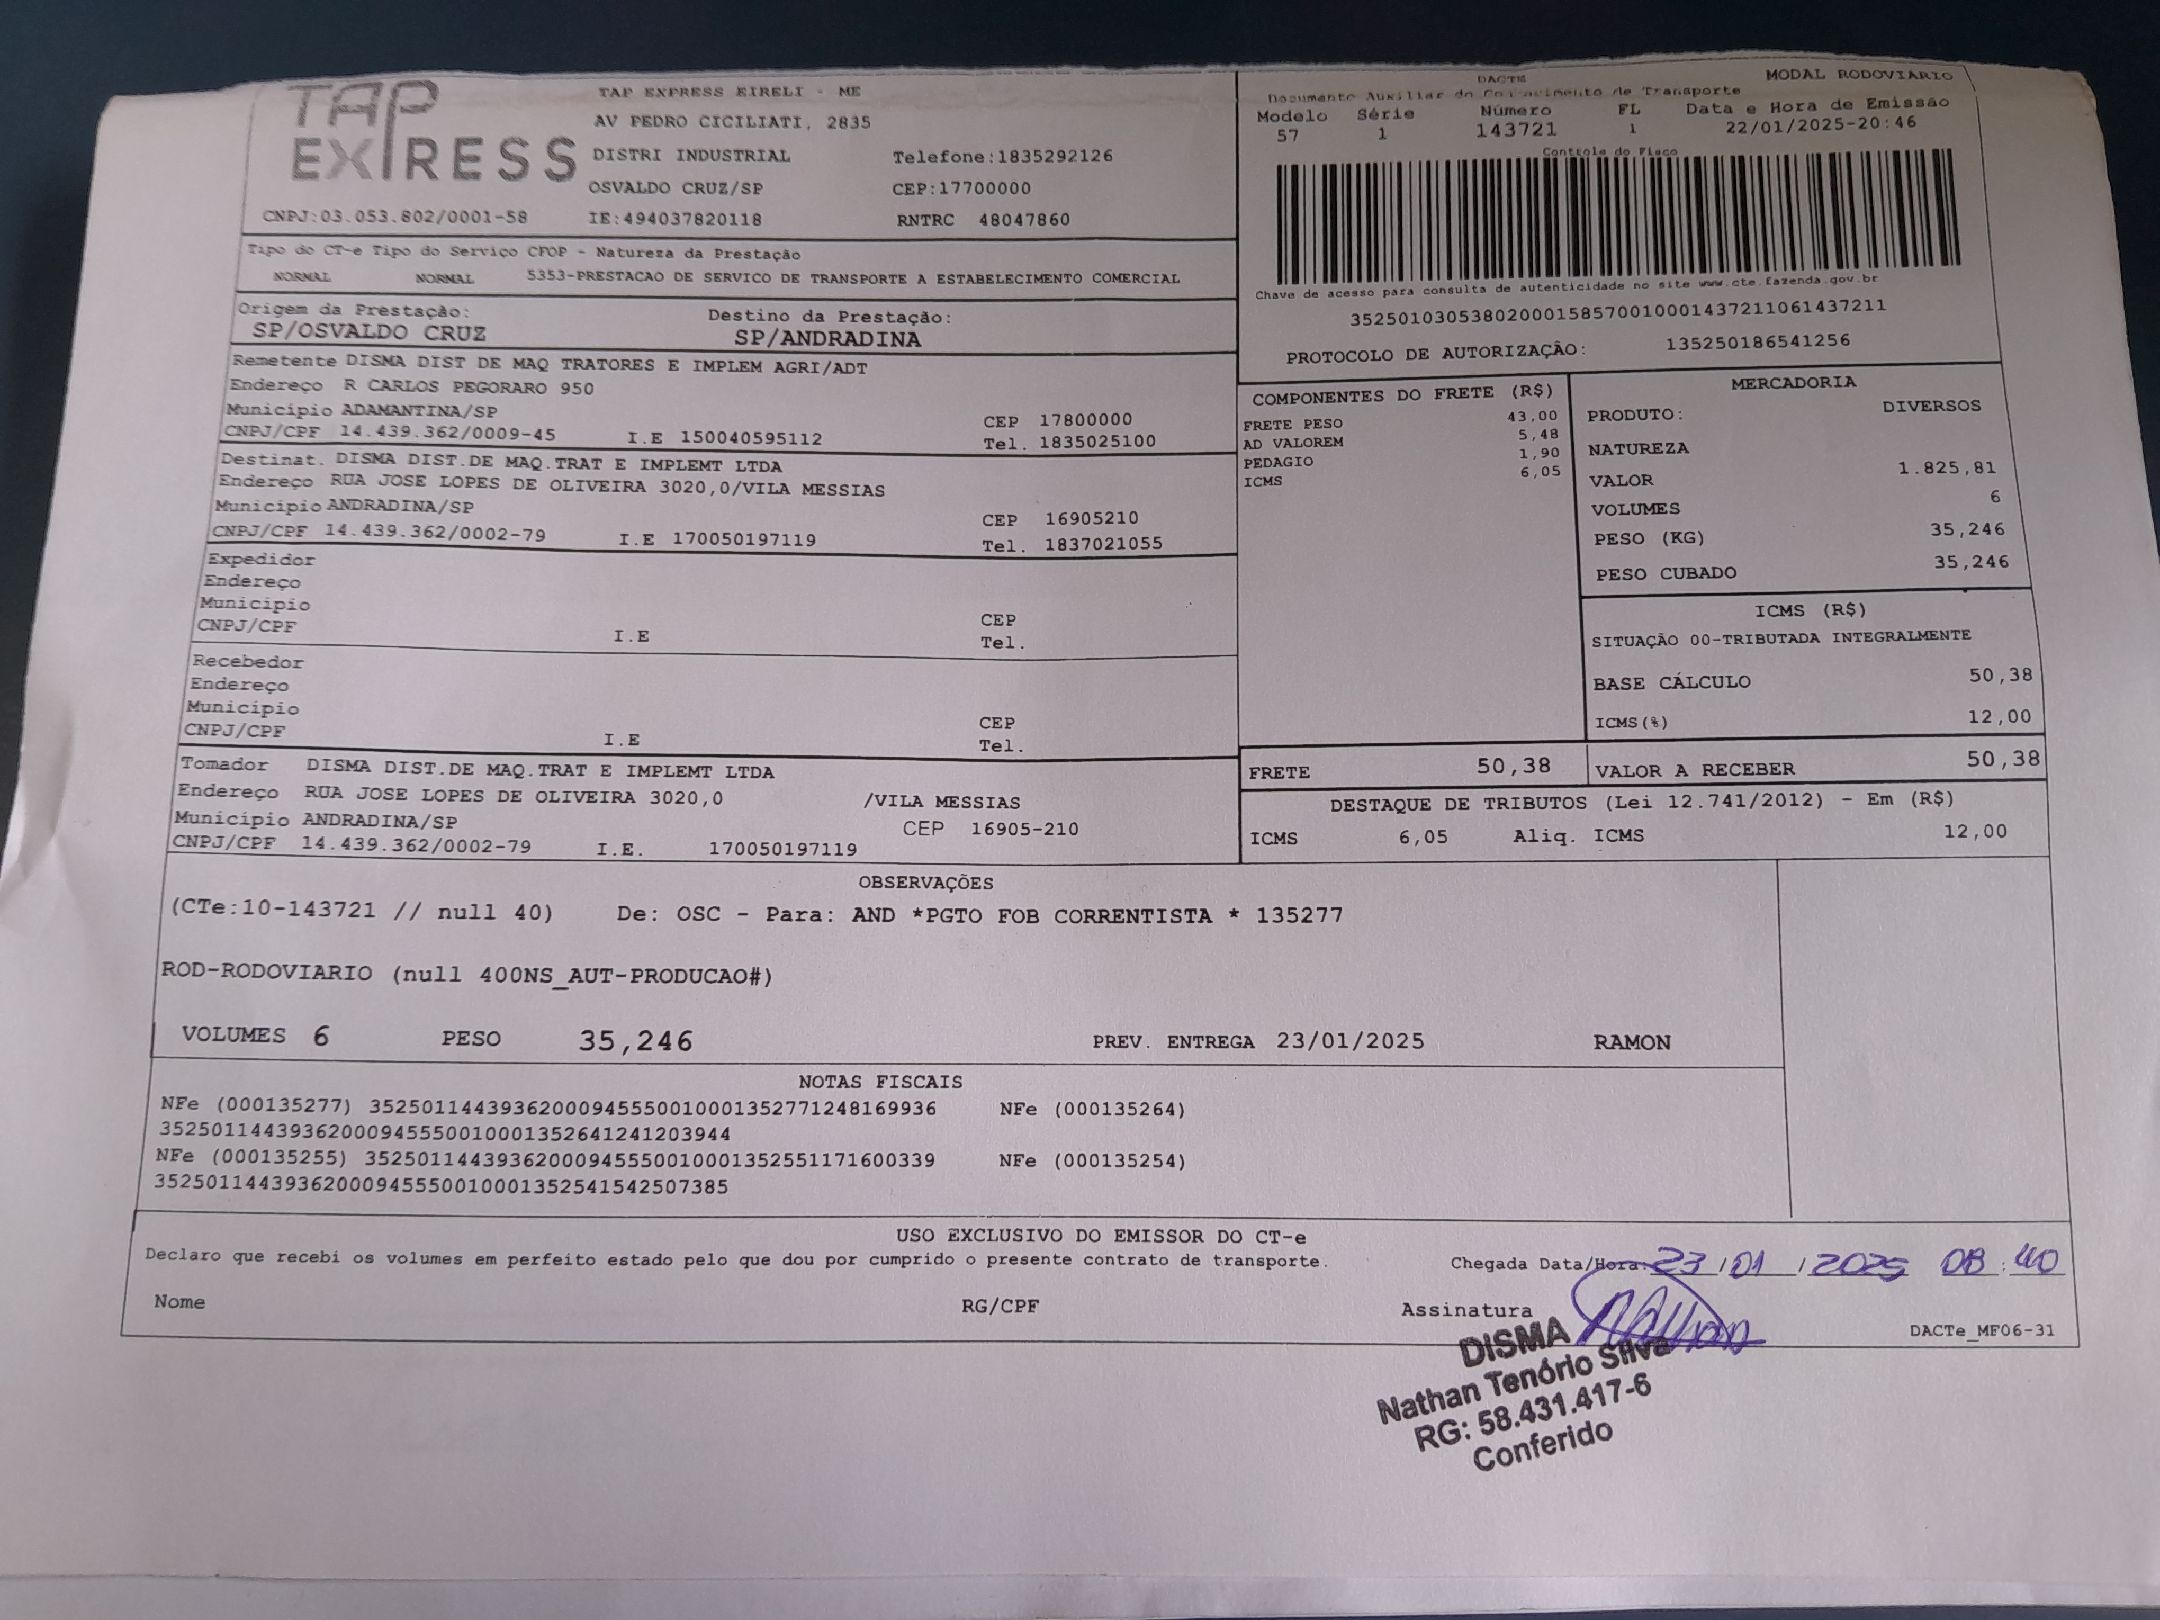 TAP EXPRESS
TAP EXPRESS EIRELI - ME
AV PEDRO CICILIATI, 2835
DISTRI INDUSTRIAL Telefone:1835292126
OSVALDO CRUZ/SP CEP:17700000
CNPJ:03.053.802/0001-58 IE:494037820118 RNTRC 48047860
DACTE MODAL RODOVIARIO
Documento Auxiliar do Conhecimento de Transporte
Modelo Série Número FL Data e Hora de Emissão
57 1 143721 1 22/01/2025-20:46
Controle do Fisco
Chave de acesso para consulta de autenticidade no site www.cte.fazenda.gov.br
35250103053802000158570010001437211061437211
PROTOCOLO DE AUTORIZAÇÃO: 135250186541256
Tipo do CT-e Tipo do Serviço CFOP - Natureza da Prestação
NORMAL NORMAL 5353-PRESTACAO DE SERVICO DE TRANSPORTE A ESTABELECIMENTO COMERCIAL
Origem da Prestação: Destino da Prestação:
SP/OSVALDO CRUZ SP/ANDRADINA
Remetente DISMA DIST DE MAQ TRATORES E IMPLEM AGRI/ADT
Endereço R CARLOS PEGORARO 950
Município ADAMANTINA/SP CEP 17800000
CNPJ/CPF 14.439.362/0009-45 I.E 150040595112 Tel. 1835025100
Destinat. DISMA DIST.DE MAQ.TRAT E IMPLEMT LTDA
Endereço RUA JOSE LOPES DE OLIVEIRA 3020,0/VILA MESSIAS
Município ANDRADINA/SP CEP 16905210
CNPJ/CPF 14.439.362/0002-79 I.E 170050197119 Tel. 1837021055
Expedidor
Endereço
Município CEP
CNPJ/CPF I.E Tel.
Recebedor
Endereço
Município CEP
CNPJ/CPF I.E Tel.
Tomador DISMA DIST.DE MAQ.TRAT E IMPLEMT LTDA
Endereço RUA JOSE LOPES DE OLIVEIRA 3020,0 /VILA MESSIAS
Município ANDRADINA/SP CEP 16905-210
CNPJ/CPF 14.439.362/0002-79 I.E. 170050197119
COMPONENTES DO FRETE (R$)
FRETE PESO 43,00
AD VALOREM 5,48
PEDAGIO 1,90
ICMS 6,05
MERCADORIA
PRODUTO: DIVERSOS
NATUREZA
VALOR 1.825,81
VOLUMES 6
PESO (KG) 35,246
PESO CUBADO 35,246
ICMS (R$)
SITUAÇÃO 00-TRIBUTADA INTEGRALMENTE
BASE CÁLCULO 50,38
ICMS(%) 12,00
FRETE 50,38 VALOR A RECEBER 50,38
DESTAQUE DE TRIBUTOS (Lei 12.741/2012) - Em (R$)
ICMS 6,05 Aliq. ICMS 12,00
OBSERVAÇÕES
(CTe:10-143721 // null 40) De: OSC - Para: AND *PGTO FOB CORRENTISTA * 135277
ROD-RODOVIARIO (null 400NS_AUT-PRODUCAO#)
VOLUMES 6 PESO 35,246 PREV. ENTREGA 23/01/2025 RAMON
NOTAS FISCAIS
NFe (000135277) 35250114439362000945550010001352771248169936 NFe (000135264)
35250114439362000945550010001352641241203944
NFe (000135255) 35250114439362000945550010001352551171600339 NFe (000135254)
35250114439362000945550010001352541542507385
USO EXCLUSIVO DO EMISSOR DO CT-e
Declaro que recebi os volumes em perfeito estado pelo que dou por cumprido o presente contrato de transporte. Chegada Data/Hora: 23/01/2025 08:40
Nome RG/CPF Assinatura Nathan
DACTe_MF06-31
DISMA
Nathan Tenório Silva
RG: 58.431.417-6
Conferido